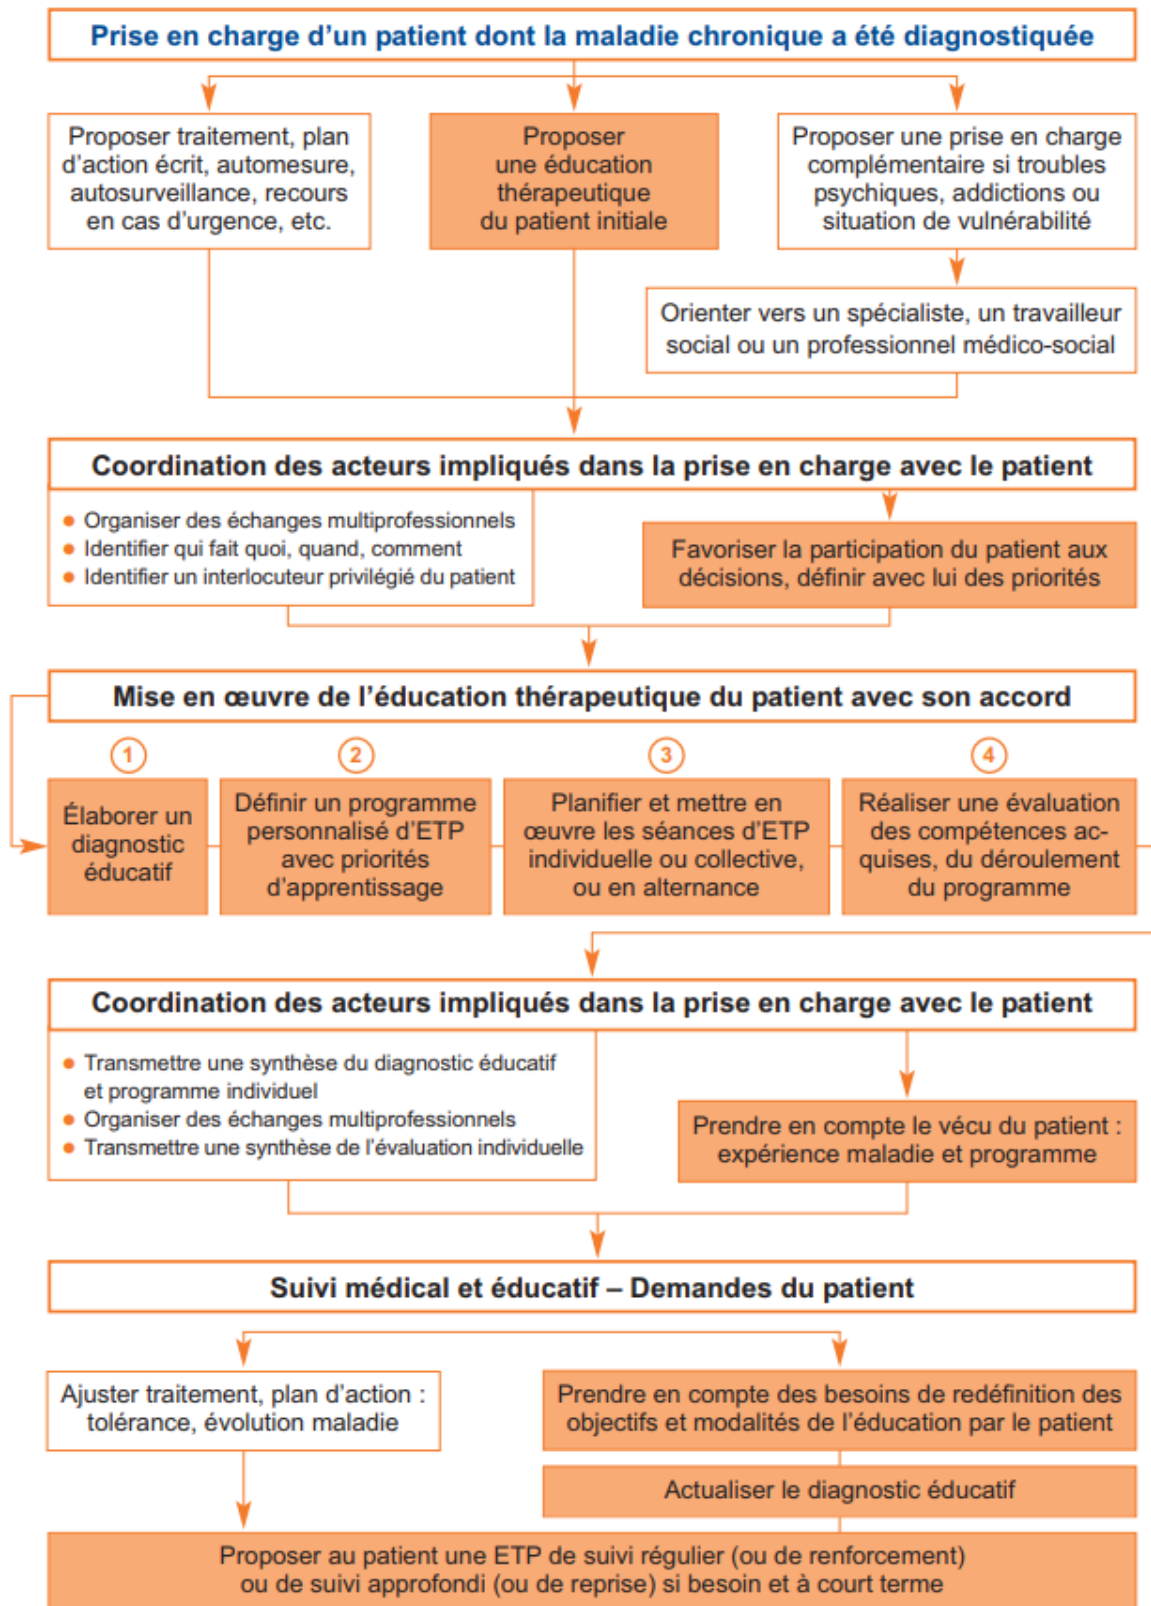 Prise en charge d’un patient dont la maladie chronique a été diagnostiquée
Proposer traitement, plan
d’action écrit, automesure,
autosurveillance, recours
en cas d’urgence, etc.
Proposer
une éducation
thérapeutique
du patient initiale
Proposer une prise en charge
complémentaire si troubles
psychiques, addictions ou
situation de vulnérabilité
Orienter vers un spécialiste, un travailleur
social ou un professionnel médico-social
Coordination des acteurs impliqués dans la prise en charge avec le patient
• Organiser des échanges multiprofessionnels
• Identifier qui fait quoi, quand, comment
• Identifier un interlocuteur privilégié du patient
Favoriser la participation du patient aux
décisions, définir avec lui des priorités
Mise en œuvre de l’éducation thérapeutique du patient avec son accord
1
Élaborer un
diagnostic
éducatif
2
Définir un programme
personnalisé d’ETP
avec priorités
d’apprentissage
3
Planifier et mettre en
œuvre les séances d’ETP
individuelle ou collective,
ou en alternance
4
Réaliser une évaluation
des compétences ac-
quises, du déroulement
du programme
Coordination des acteurs impliqués dans la prise en charge avec le patient
• Transmettre une synthèse du diagnostic éducatif
et programme individuel
• Organiser des échanges multiprofessionnels
• Transmettre une synthèse de l’évaluation individuelle
Prendre en compte le vécu du patient :
expérience maladie et programme
Suivi médical et éducatif – Demandes du patient
Ajuster traitement, plan d’action :
tolérance, évolution maladie
Prendre en compte des besoins de redéfinition des
objectifs et modalités de l’éducation par le patient
Actualiser le diagnostic éducatif
Proposer au patient une ETP de suivi régulier (ou de renforcement)
ou de suivi approfondi (ou de reprise) si besoin et à court terme